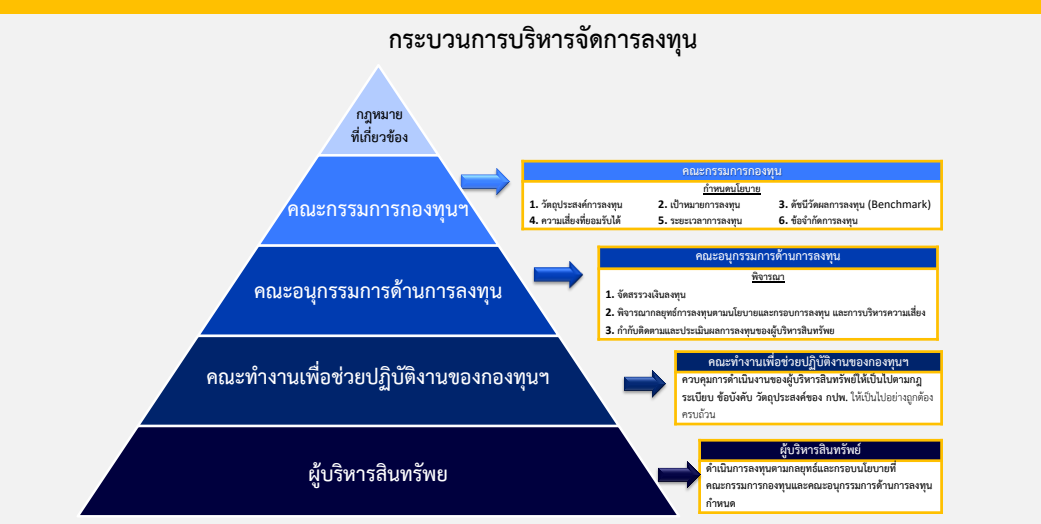 กระบวนการบริหารจัดการลงทุน
กฎหมาย
ที่เกี่ยวข้อง
คณะกรรมการกองทุนฯ
คณะกรรมการกองทุน
กำหนดนโยบาย
1. วัตถุประสงค์การลงทุน 2. เป้าหมายการลงทุน 3. ดัชนีวัดผลการลงทุน (Benchmark)
4. ความเสี่ยงที่ยอมรับได้ 5. ระยะเวลาการลงทุน 6. ข้อจำกัดการลงทุน
คณะอนุกรรมการด้านการลงทุน
คณะอนุกรรมการด้านการลงทุน
พิจารณา
1. จัดสรรวงเงินลงทุน
2. พิจารณากลยุทธ์การลงทุนตามนโยบายและกรอบการลงทุน และการบริหารความเสี่ยง
3. กำกับติดตามและประเมินผลการลงทุนของผู้บริหารสินทรัพย
คณะทำงานเพื่อช่วยปฏิบัติงานของกองทุนฯ
คณะทำงานเพื่อช่วยปฏิบัติงานของกองทุนฯ
ควบคุมการดำเนินงานของผู้บริหารสินทรัพย์ให้เป็นไปตามกฎ
ระเบียบ ข้อบังคับ วัตถุประสงค์ของ กปพ. ให้เป็นไปอย่างถูกต้อง
ครบถ้วน
ผู้บริหารสินทรัพย
ผู้บริหารสินทรัพย์
ดำเนินการลงทุนตามกลยุทธ์และกรอบนโยบายที่
คณะกรรมการกองทุนและคณะอนุกรรมการด้านการลงทุน
กำหนด